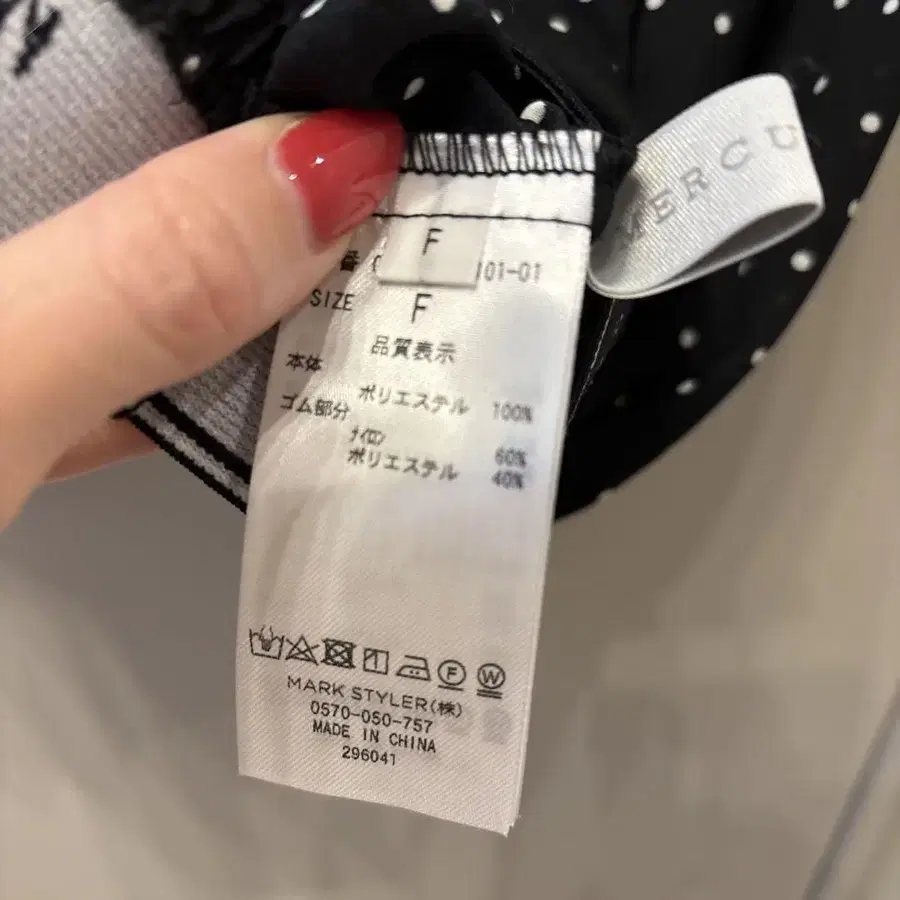 MERCU
F
番 101-01
SIZE F
品質表示
本体 ポリエステル 100%
ゴム部分 ナイロン 60%
ポリエステル 40%
F W
MARK STYLER(株)
0570-050-757
MADE IN CHINA
296041